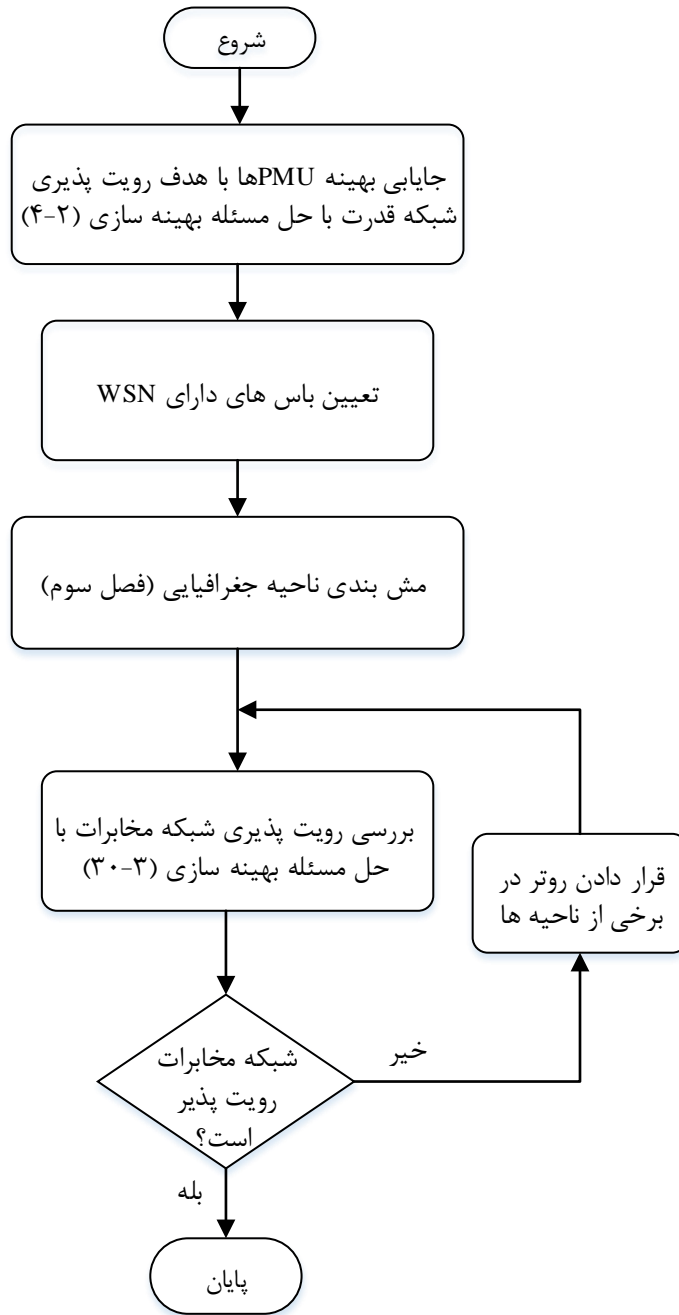 شروع
جایابی بهینه PMUها با هدف رویت پذیری
شبکه قدرت با حل مسئله بهینه سازی (۲-۴)
تعیین باس های دارای WSN
مش بندی ناحیه جغرافیایی (فصل سوم)
بررسی رویت پذیری شبکه مخابرات با
حل مسئله بهینه سازی (۳-۳۰)
قرار دادن روتر در
برخی از ناحیه ها
شبکه مخابرات
رویت پذیر
است؟
خیر
بله
پایان